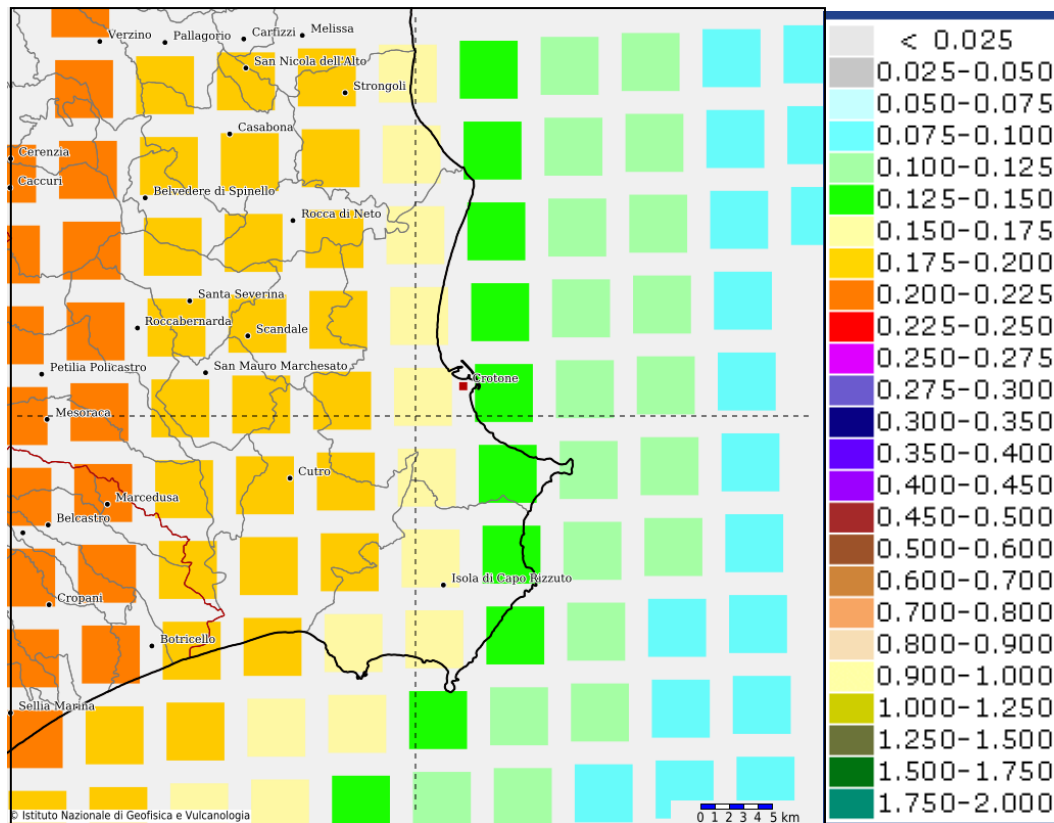 Verzino
Pallagorio
Carfizzi
Melissa
San Nicola dell'Alto
Strongoli
Casabona
Cerenzia
Caccuri
Belvedere di Spinello
Rocca di Neto
Santa Severina
Roccabernarda
Scandale
Petilia Policastro
San Mauro Marchesato
Crotone
Mesoraca
Cutro
Marcedusa
Belcastro
Isola di Capo Rizzuto
Cropani
Botricello
Sellia Marina
© Istituto Nazionale di Geofisica e Vulcanologia
0 1 2 3 4 5 km
< 0.025
0.025-0.050
0.050-0.075
0.075-0.100
0.100-0.125
0.125-0.150
0.150-0.175
0.175-0.200
0.200-0.225
0.225-0.250
0.250-0.275
0.275-0.300
0.300-0.350
0.350-0.400
0.400-0.450
0.450-0.500
0.500-0.600
0.600-0.700
0.700-0.800
0.800-0.900
0.900-1.000
1.000-1.250
1.250-1.500
1.500-1.750
1.750-2.000